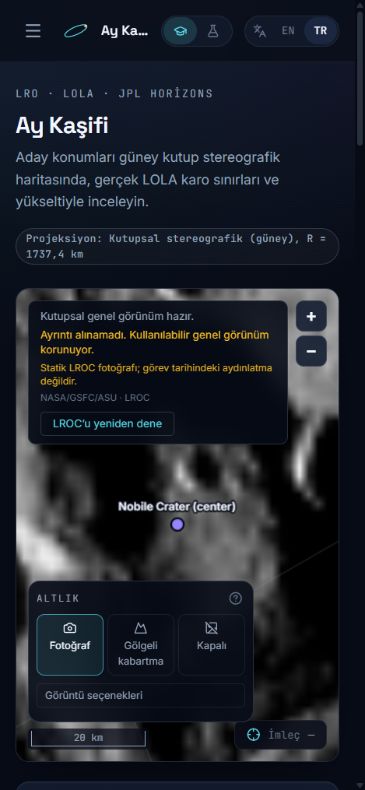 Ay Ka...
EN
TR
LRO · LOLA · JPL HORİZONS
Ay Kaşifi
Aday konumları güney kutup stereografik
haritasında, gerçek LOLA karo sınırları ve
yükseltiyle inceleyin.
Projeksiyon: Kutupsal stereografik (güney), R =
1737,4 km
Kutupsal genel görünüm hazır.
Ayrıntı alınamadı. Kullanılabilir genel görünüm
korunuyor.
Statik LROC fotoğrafı; görev tarihindeki aydınlatma
değildir.
NASA/GSFC/ASU · LROC
LROC'u yeniden dene
+
−
Nobile Crater (center)
ALTLIK
?
Fotoğraf
Gölgeli
kabartma
Kapalı
Görüntü seçenekleri
20 km
İmleç —